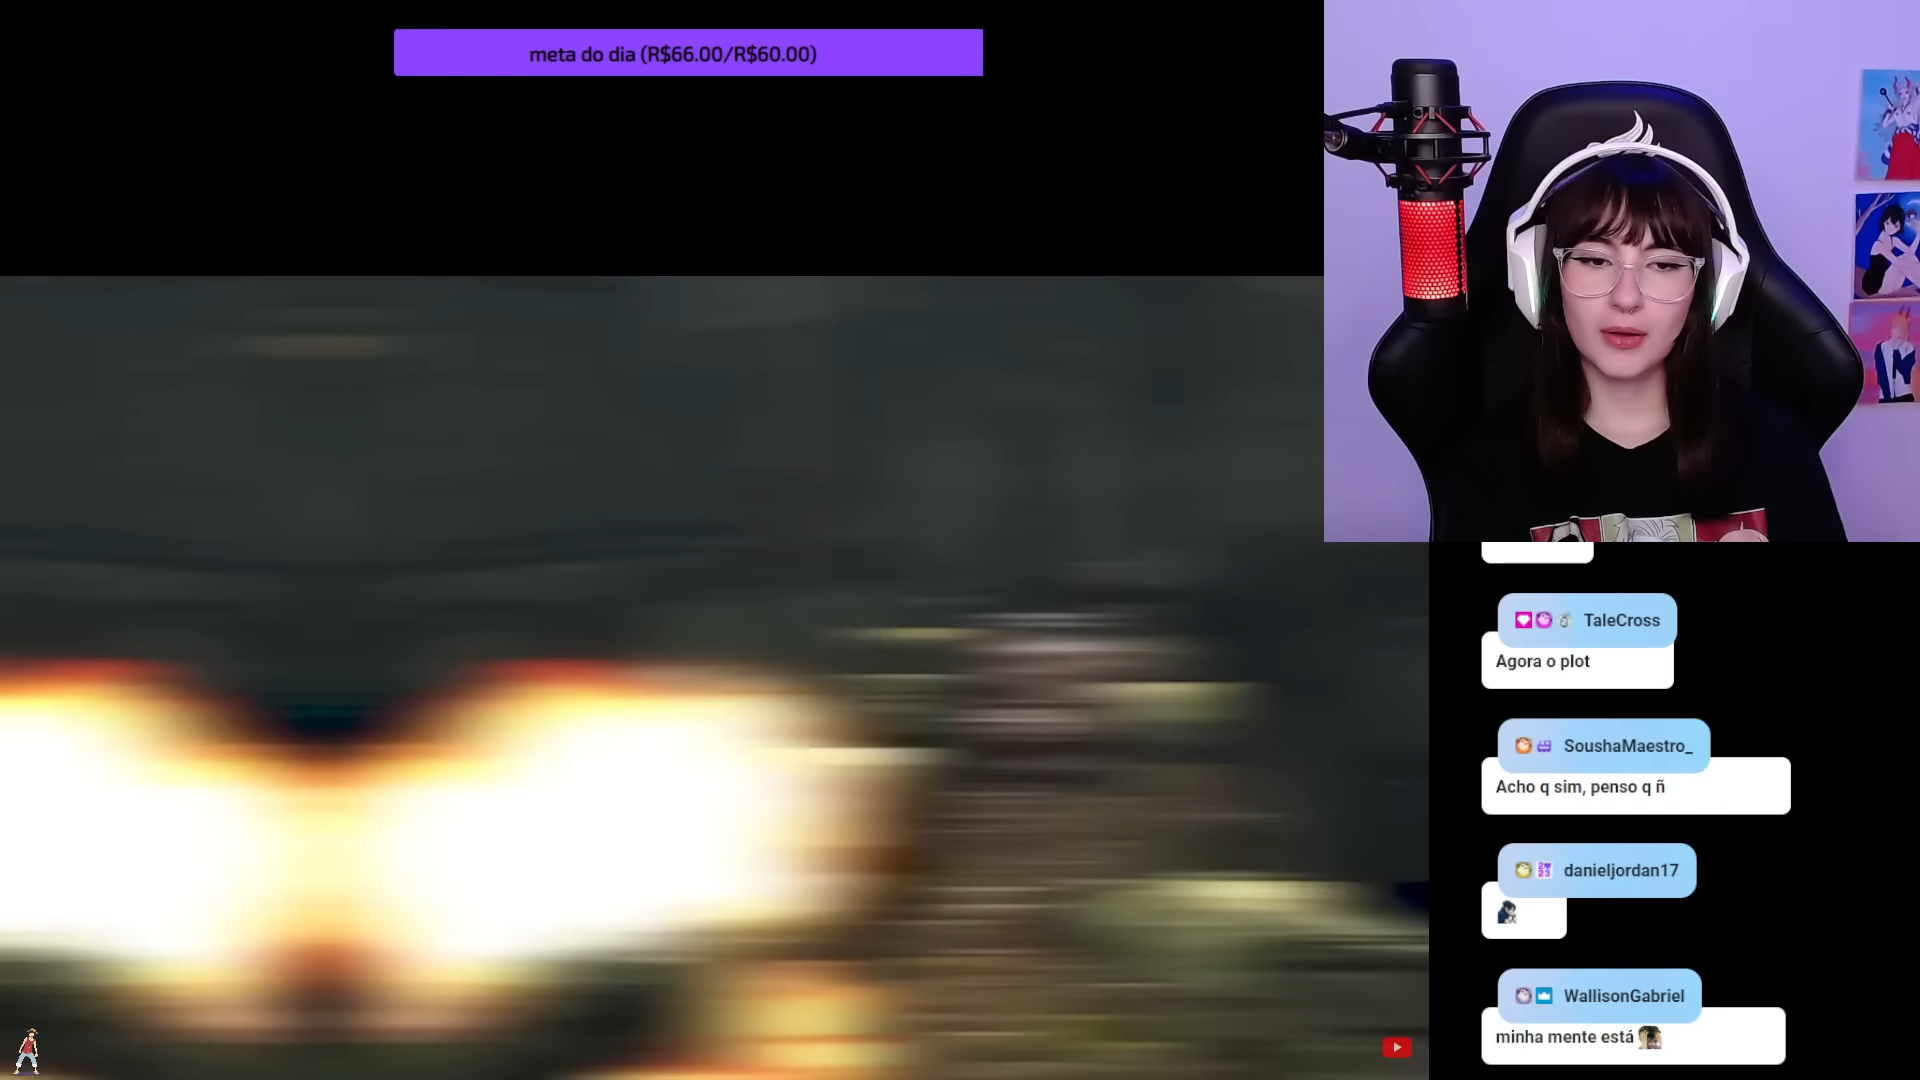 meta do dia (R$66.00/R$60.00)
TaleCross
Agora o plot
SoushaMaestro_
Acho q sim, penso q ñ
danieljordan17
WallisonGabriel
minha mente está